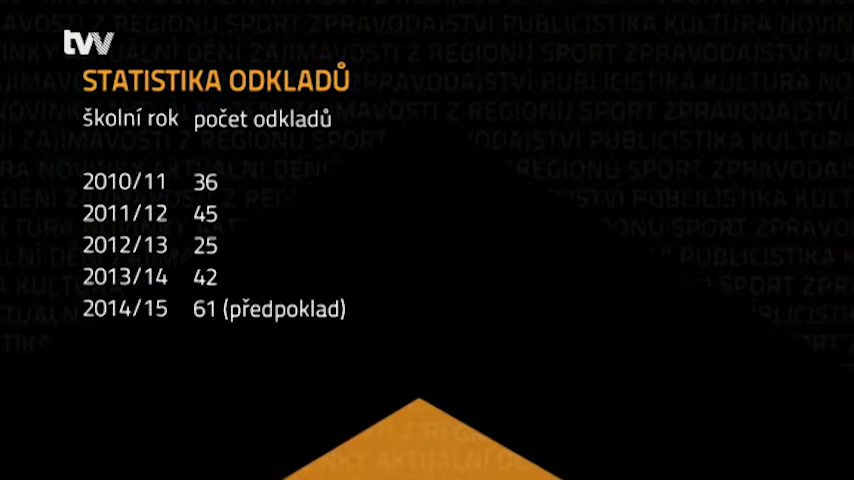 tvv
STATISTIKA ODKLADŮ
školní rok počet odkladů
2010/11 36
2011/12 45
2012/13 25
2013/14 42
2014/15 61 (předpoklad)